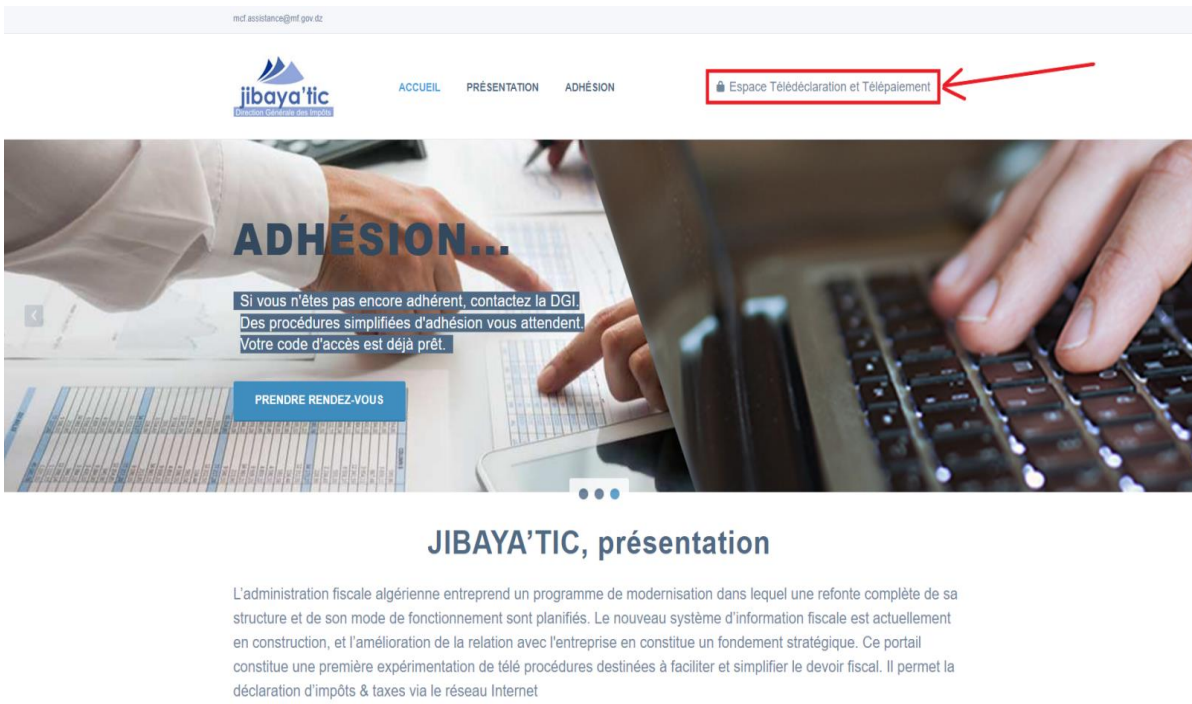 mcf.assistance@mf.gov.dz
jibaya'tic
Direction Générale des Impôts
ACCUEIL PRÉSENTATION ADHÉSION
Espace Télédéclaration et Télépaiement
ADHÉSION...
Si vous n'êtes pas encore adhérent, contactez la DGI.
Des procédures simplifiées d'adhésion vous attendent.
Votre code d'accès est déjà prêt.
PRENDRE RENDEZ-VOUS
JIBAYA’TIC, présentation
L’administration fiscale algérienne entreprend un programme de modernisation dans lequel une refonte complète de sa
structure et de son mode de fonctionnement sont planifiés. Le nouveau système d’information fiscale est actuellement
en construction, et l’amélioration de la relation avec l'entreprise en constitue un fondement stratégique. Ce portail
constitue une première expérimentation de télé procédures destinées à faciliter et simplifier le devoir fiscal. Il permet la
déclaration d’impôts & taxes via le réseau Internet